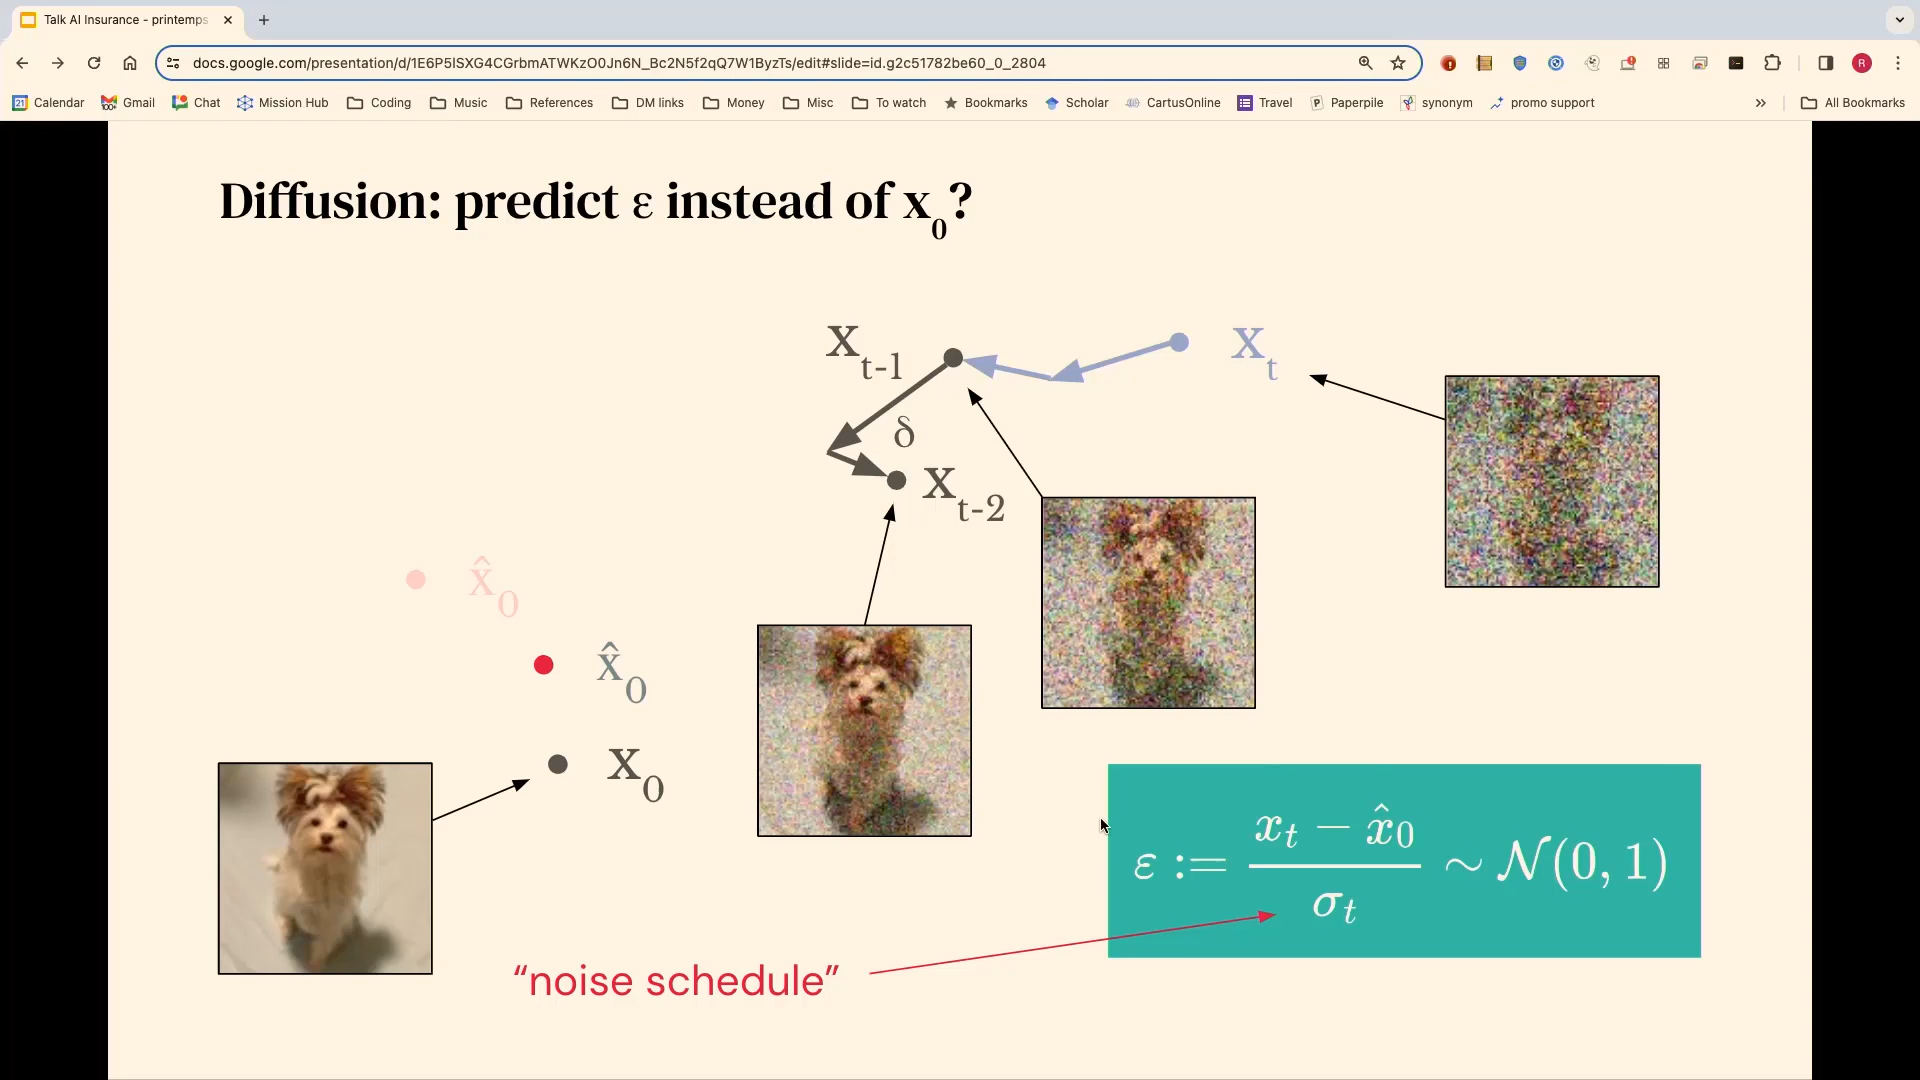 Talk AI Insurance - printemps
docs.google.com/presentation/d/1E6P5lSXG4CGrbmATWKzO0Jn6N_Bc2N5f2qQ7W1ByzTs/edit#slide=id.g2c51782be60_0_2804
R
Calendar Gmail Chat Mission Hub Coding Music References DM links Money Misc To watch Bookmarks Scholar CartusOnline Travel Paperpile synonym promo support » All Bookmarks
Diffusion: predict ε instead of x₀?
xₜ₋₁
xₜ
δ
xₜ₋₂
x̂₀
x̂₀
x₀
ε := (xₜ − x̂₀) / σₜ ∼ 𝒩(0, 1)
“noise schedule”